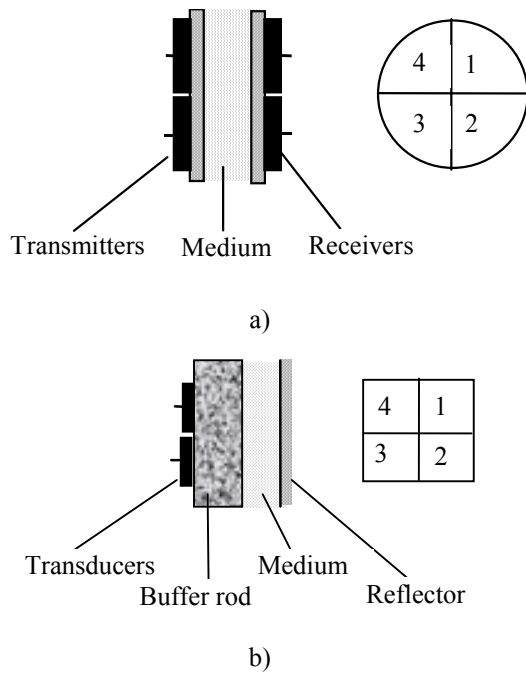 4 1
3 2
Transmitters Medium Receivers
a)
4 1
3 2
Transducers Medium
Buffer rod Reflector
b)